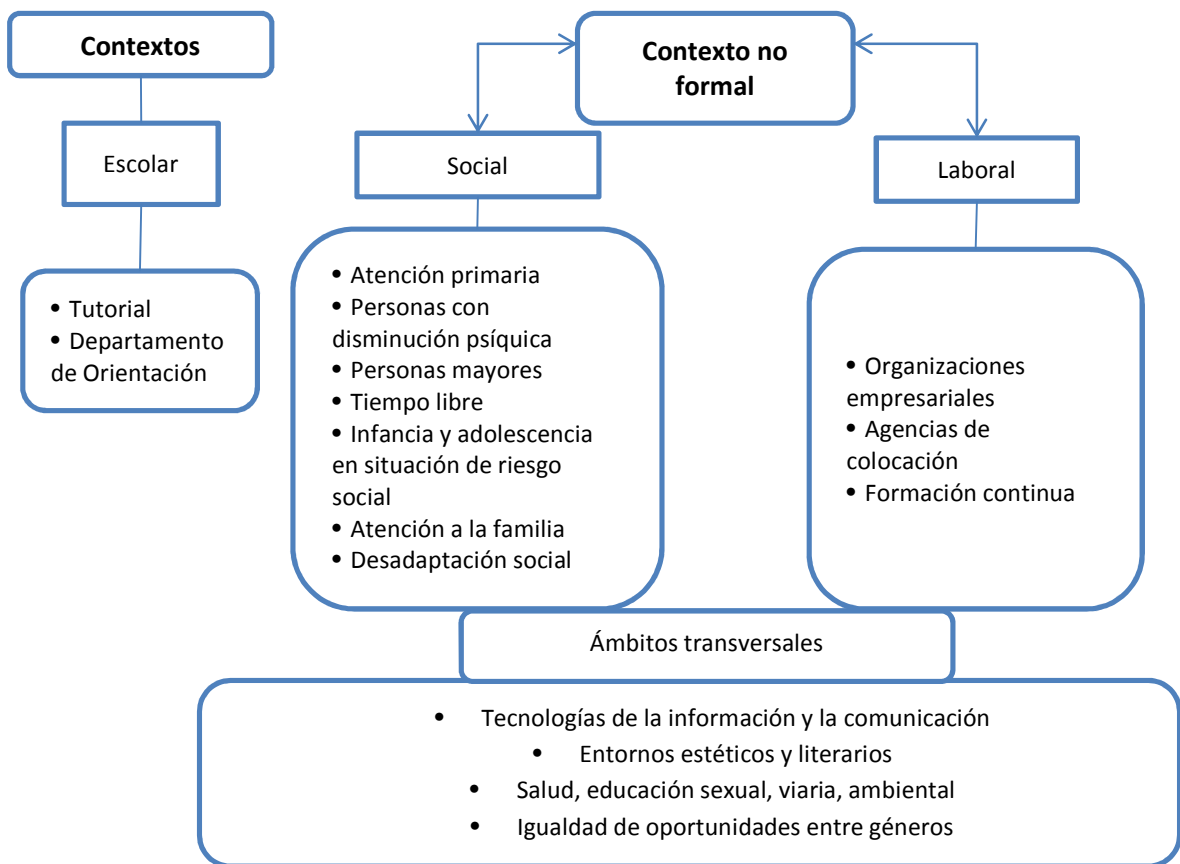 Contextos
Escolar
• Tutorial
• Departamento
de Orientación
Contexto no
formal
Social
• Atención primaria
• Personas con
disminución psíquica
• Personas mayores
• Tiempo libre
• Infancia y adolescencia
en situación de riesgo
social
• Atención a la familia
• Desadaptación social
Laboral
• Organizaciones
empresariales
• Agencias de
colocación
• Formación continua
Ámbitos transversales
• Tecnologías de la información y la comunicación
• Entornos estéticos y literarios
• Salud, educación sexual, viaria, ambiental
• Igualdad de oportunidades entre géneros